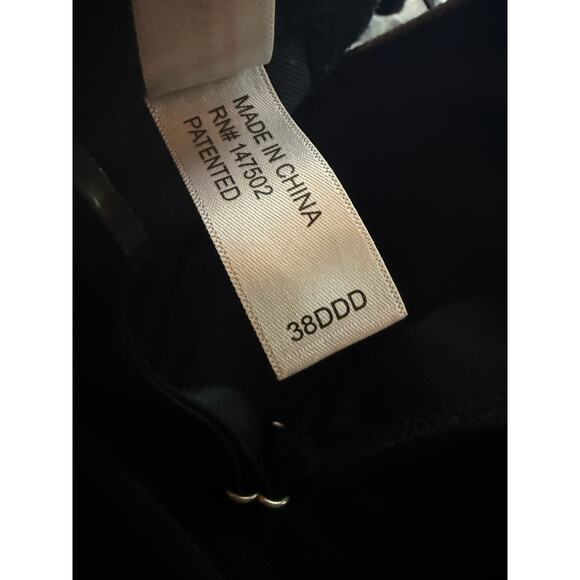 MADE IN CHINA
RN# 147502
PATENTED
38DDD